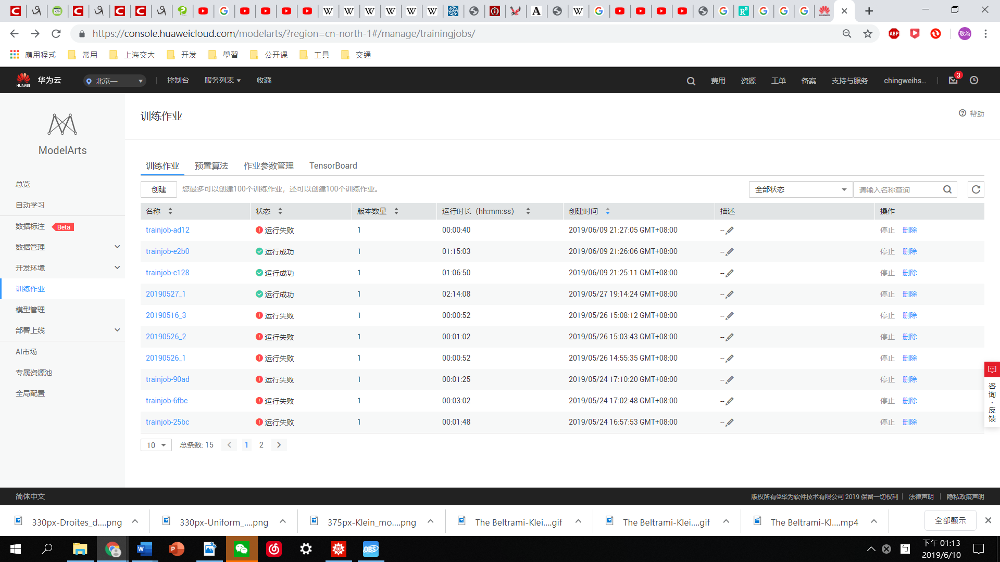 https://console.huaweicloud.com/modelarts/?region=cn-north-1#/manage/trainingjobs/
ABP
敬為
應用程式 常用 上海交大 开发 學習 公开课 工具 交通
HUAWEI 华为云 北京一 控制台 服务列表 收藏 费用 资源 工单 备案 支持与服务 chingweihs... 3
ModelArts
总览
自动学习
数据标注 Beta
数据管理
开发环境
训练作业
模型管理
部署上线
AI市场
专属资源池
全局配置
训练作业
帮助
训练作业 预置算法 作业参数管理 TensorBoard
创建 您最多可以创建100个训练作业，还可以创建100个训练作业。 全部状态 请输入名称查询
名称 状态 版本数量 运行时长（hh:mm:ss） 创建时间 描述 操作
trainjob-ad12 运行失败 1 00:00:40 2019/06/09 21:27:05 GMT+08:00 -- 停止 删除
trainjob-e2b0 运行成功 1 01:15:03 2019/06/09 21:26:06 GMT+08:00 -- 停止 删除
trainjob-c128 运行成功 1 01:06:50 2019/06/09 21:25:11 GMT+08:00 -- 停止 删除
20190527_1 运行成功 1 02:14:08 2019/05/27 19:14:24 GMT+08:00 -- 停止 删除
20190516_3 运行失败 1 00:00:52 2019/05/26 15:08:12 GMT+08:00 -- 停止 删除
20190526_2 运行失败 1 00:01:02 2019/05/26 15:03:43 GMT+08:00 -- 停止 删除
20190526_1 运行失败 1 00:00:52 2019/05/26 14:55:35 GMT+08:00 -- 停止 删除
trainjob-90ad 运行失败 1 00:01:25 2019/05/24 17:10:20 GMT+08:00 -- 停止 删除
trainjob-6fbc 运行失败 1 00:03:02 2019/05/24 17:02:48 GMT+08:00 -- 停止 删除
trainjob-25bc 运行失败 1 00:01:48 2019/05/24 16:57:53 GMT+08:00 -- 停止 删除
10 总条数: 15 1 2
咨询·反馈
简体中文 版权所有©华为软件技术有限公司 2019 保留一切权利 法律声明 隐私政策声明
330px-Droites_d....png 330px-Uniform_....png 375px-Klein_mo....png The Beltrami-Klei....gif The Beltrami-Klei....gif The Beltrami-Kl....mp4 全部顯示
OBS
下午 01:13
2019/6/10